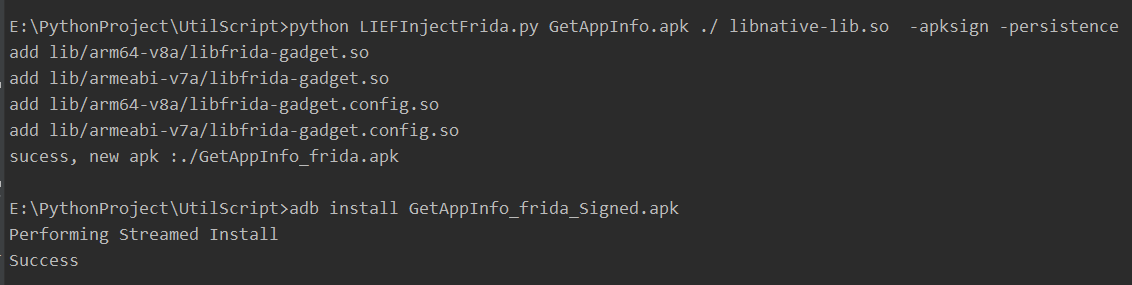 E:\PythonProject\UtilScript>python LIEFInjectFrida.py GetAppInfo.apk ./ libnative-lib.so  -apksign -persistence
add lib/arm64-v8a/libfrida-gadget.so
add lib/armeabi-v7a/libfrida-gadget.so
add lib/arm64-v8a/libfrida-gadget.config.so
add lib/armeabi-v7a/libfrida-gadget.config.so
sucess, new apk :./GetAppInfo_frida.apk
E:\PythonProject\UtilScript>adb install GetAppInfo_frida_Signed.apk
Performing Streamed Install
Success